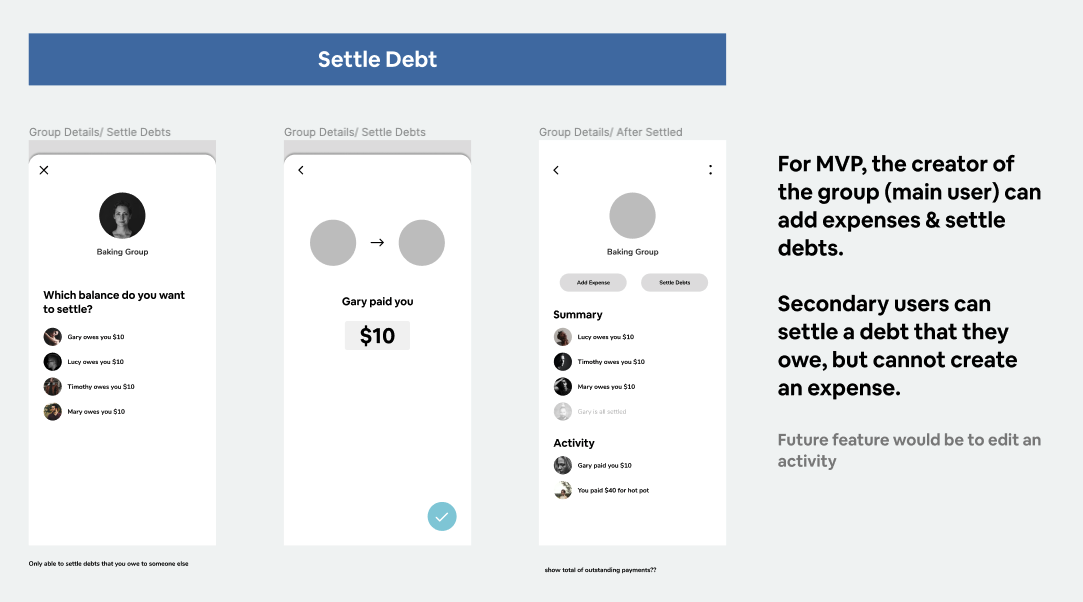 Settle Debt
Group Details/ Settle Debts
Baking Group
Which balance do you want
to settle?
Gary owes you $10
Lucy owes you $10
Timothy owes you $10
Mary owes you $10
Only able to settle debts that you owe to someone else
Group Details/ Settle Debts
Gary paid you
$10
Group Details/ After Settled
Baking Group
Add Expense
Settle Debts
Summary
Lucy owes you $10
Timothy owes you $10
Mary owes you $10
Gary is all settled
Activity
Gary paid you $10
You paid $40 for hot pot
show total of outstanding payments??
For MVP, the creator of
the group (main user) can
add expenses & settle
debts.
Secondary users can
settle a debt that they
owe, but cannot create
an expense.
Future feature would be to edit an
activity